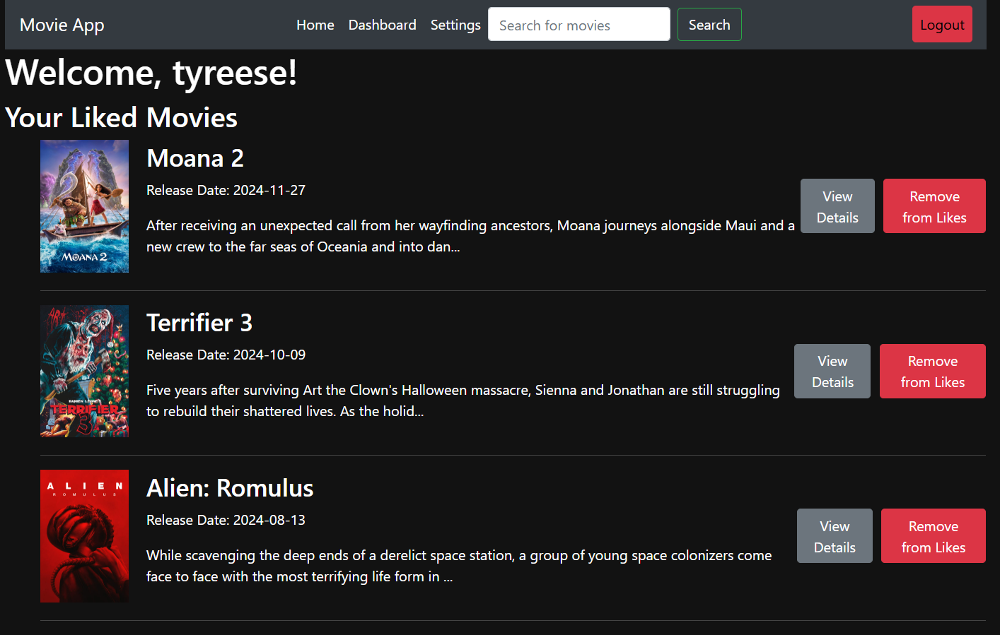 Movie App
Home
Dashboard
Settings
Search for movies
Search
Logout
Welcome, tyreese!
Your Liked Movies
MOANA 2
Moana 2
Release Date: 2024-11-27
After receiving an unexpected call from her wayfinding ancestors, Moana journeys alongside Maui and a
new crew to the far seas of Oceania and into dan...
View
Details
Remove
from Likes
ART
DAMIEN LEONE'S
TERRIFIER
3
Terrifier 3
Release Date: 2024-10-09
Five years after surviving Art the Clown's Halloween massacre, Sienna and Jonathan are still struggling
to rebuild their shattered lives. As the holid...
View
Details
Remove
from Likes
ALIEN
ROMULUS
Alien: Romulus
Release Date: 2024-08-13
While scavenging the deep ends of a derelict space station, a group of young space colonizers come
face to face with the most terrifying life form in ...
View
Details
Remove
from Likes